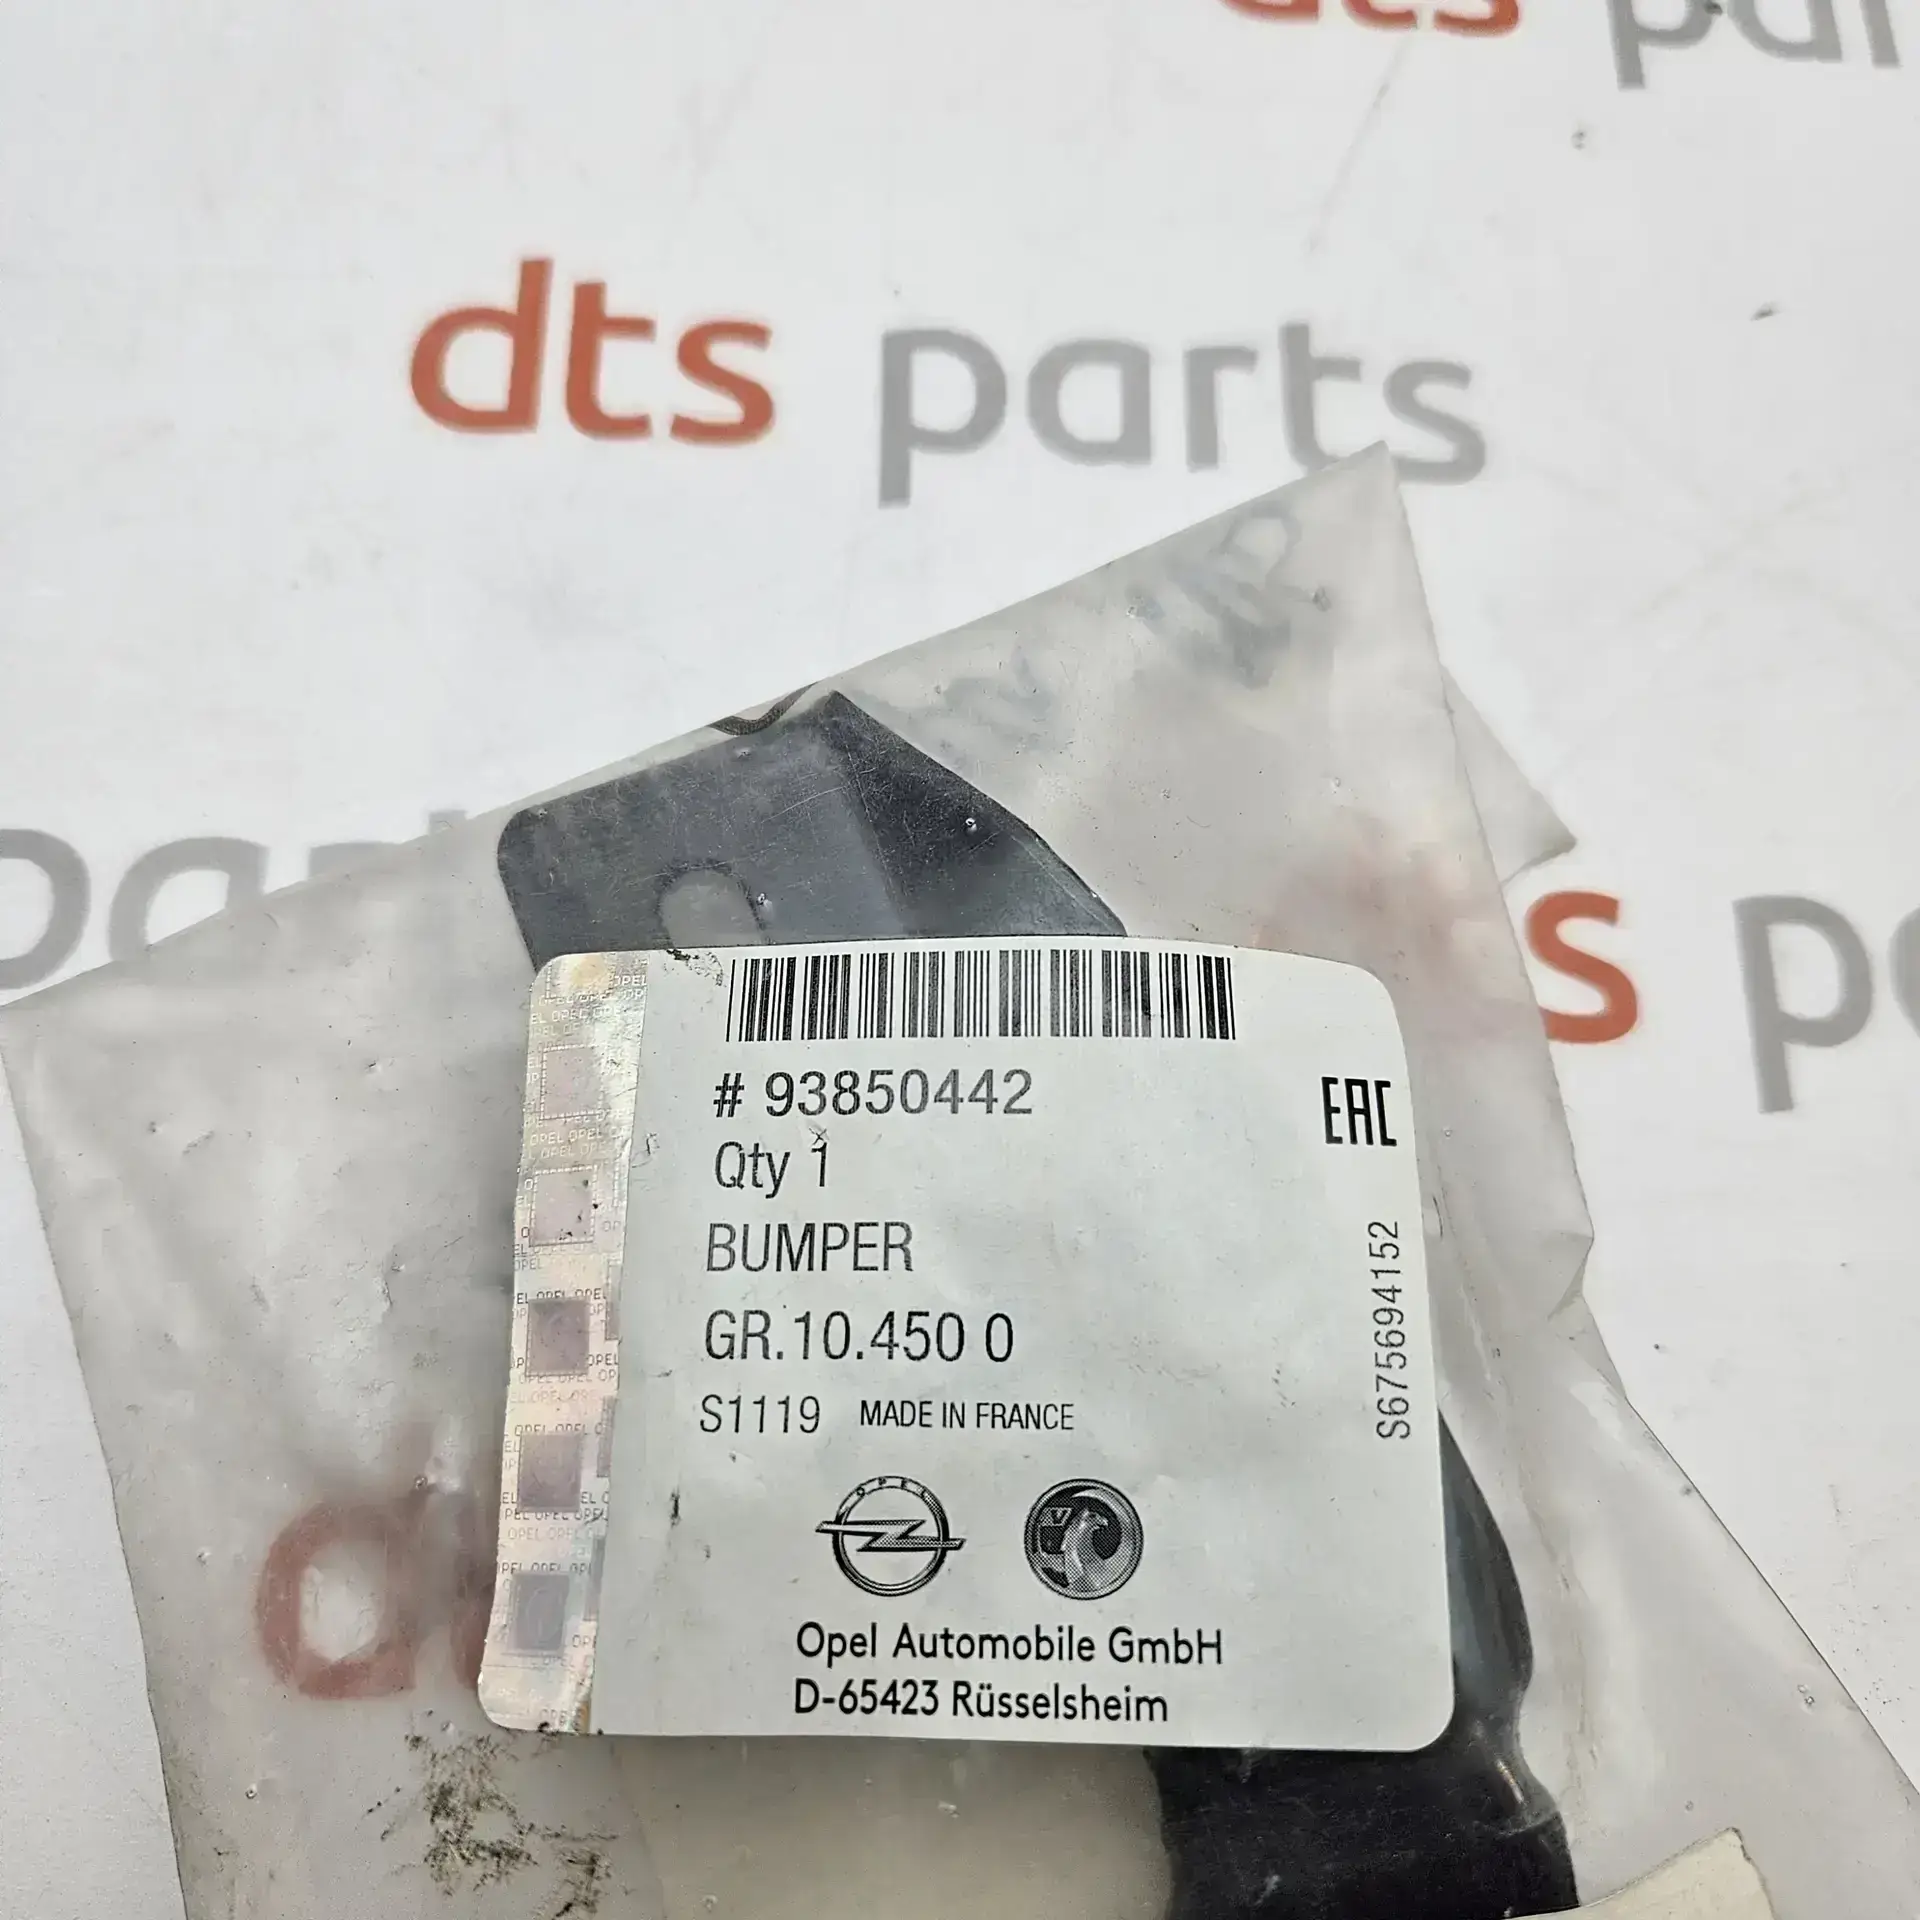 dts parts
# 93850442
EAC
Qty 1
BUMPER
GR.10.450 0
S1119 MADE IN FRANCE
S675694152
OPEL
V
Opel Automobile GmbH
D-65423 Rüsselsheim